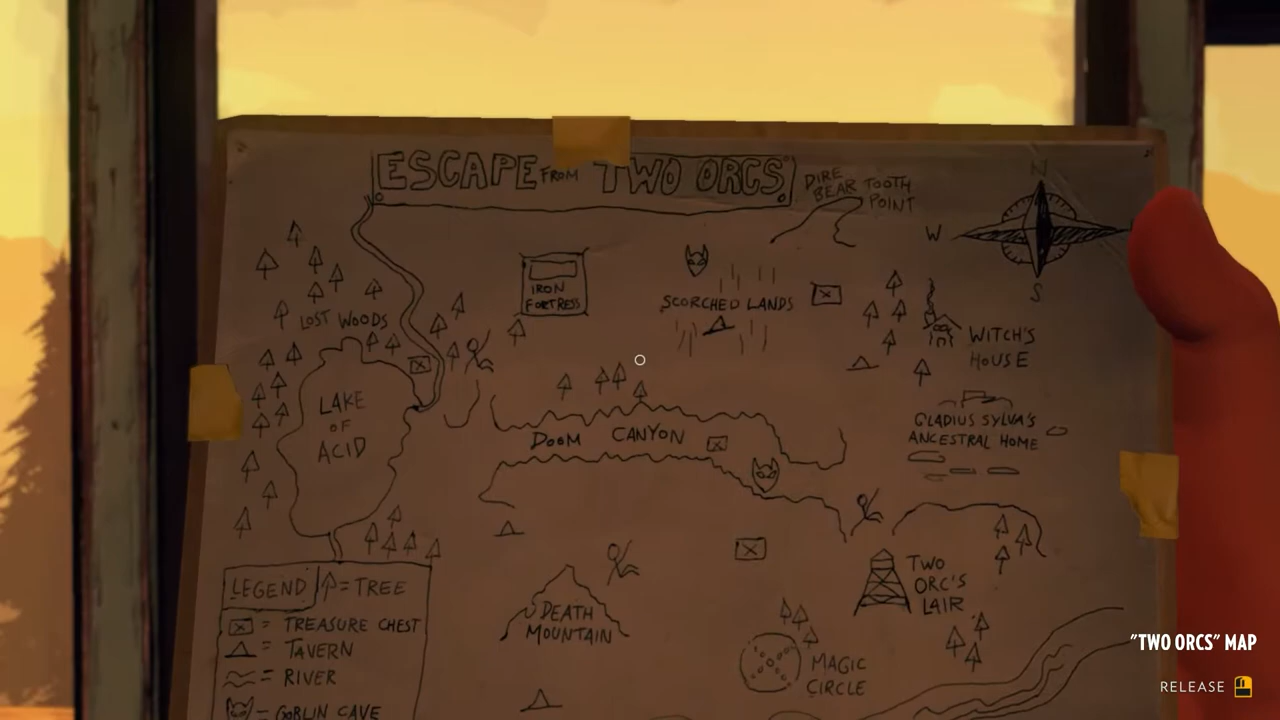 ESCAPE FROM TWO ORCS
DIRE
BEAR TOOTH
POINT
N
W
S
IRON
FORTRESS
SCORCHED LANDS
LOST WOODS
WITCH'S
HOUSE
LAKE
OF
ACID
DOOM CANYON
GLADIUS SYLVA'S
ANCESTRAL HOME
TWO
ORC'S
LAIR
DEATH
MOUNTAIN
MAGIC
CIRCLE
LEGEND
= TREE
= TREASURE CHEST
= TAVERN
= RIVER
= GOBLIN CAVE
"TWO ORCS" MAP
RELEASE